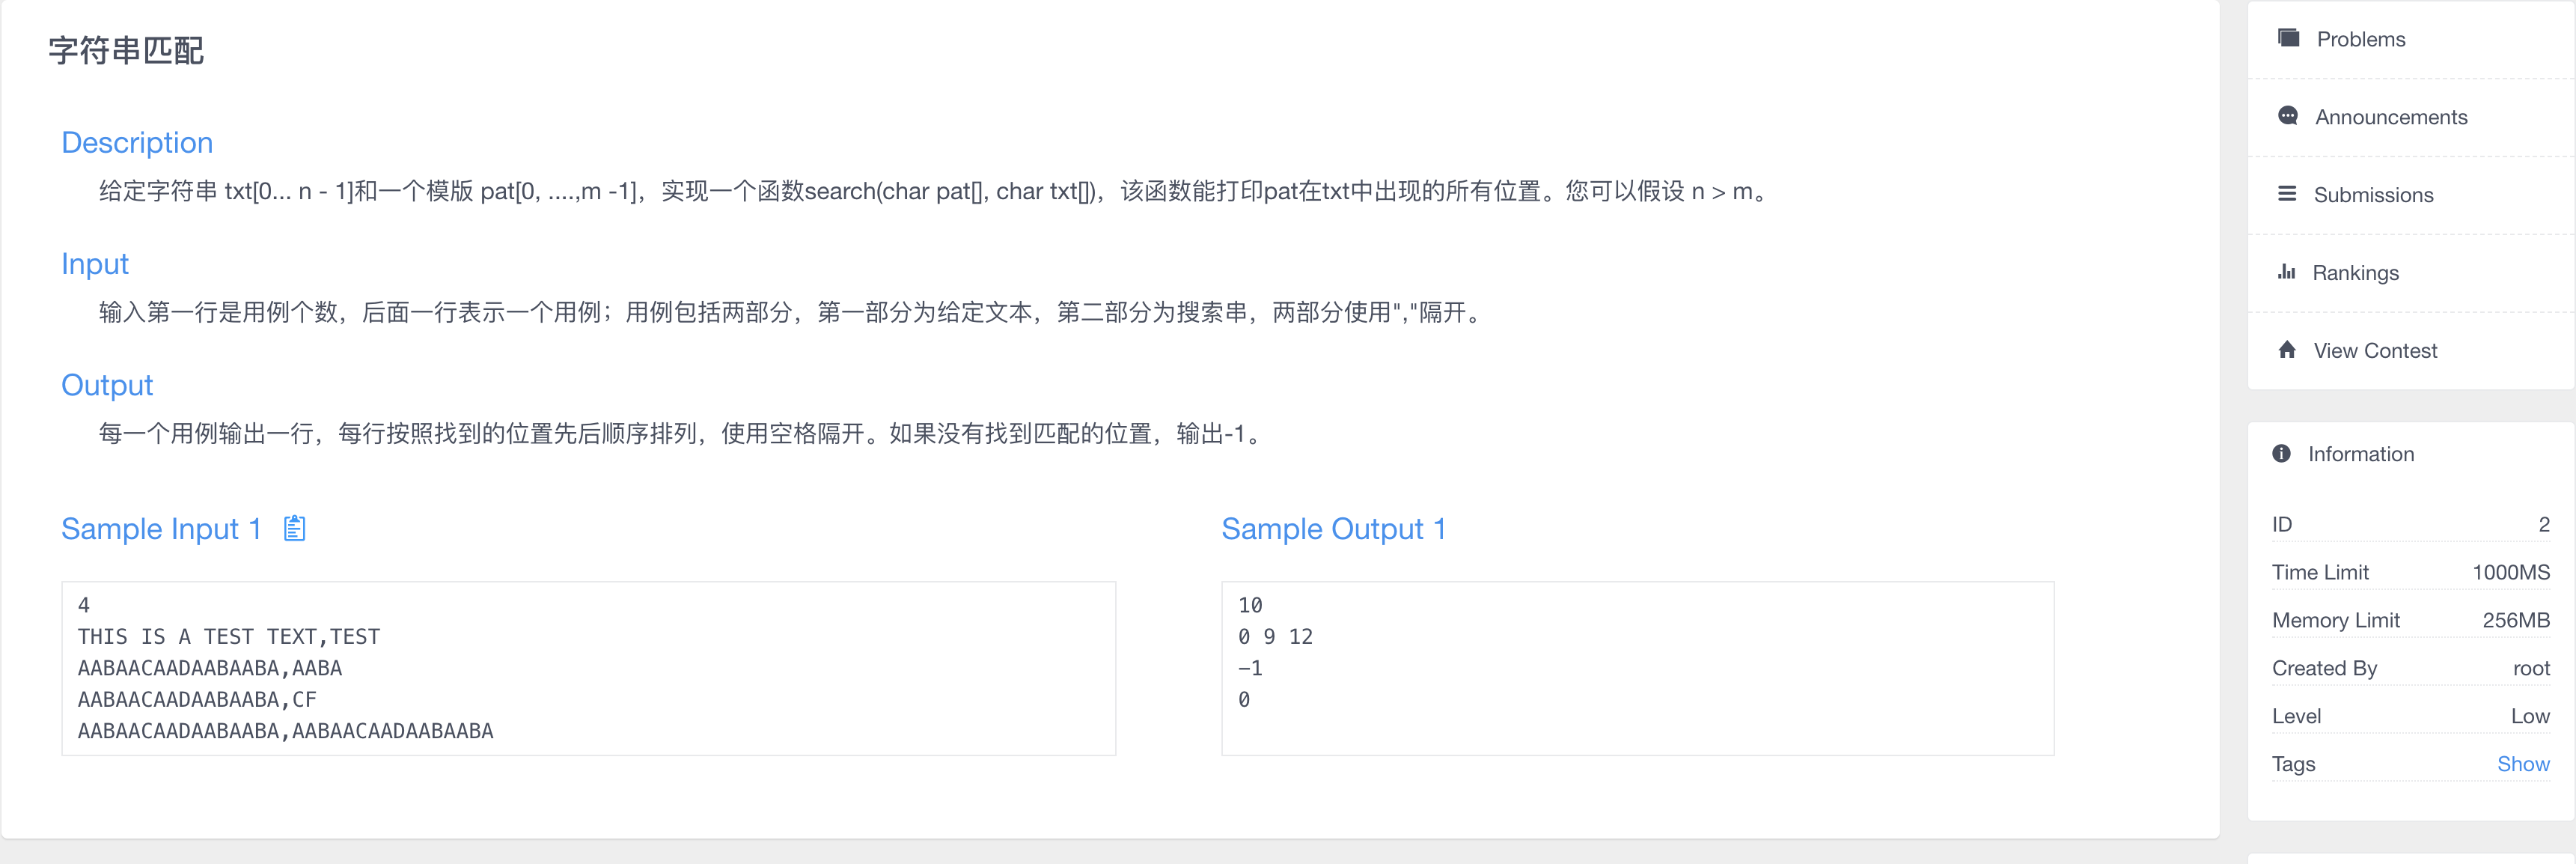 字符串匹配
Description
给定字符串 txt[0... n - 1]和一个模版 pat[0, ....,m -1]，实现一个函数search(char pat[], char txt[])，该函数能打印pat在txt中出现的所有位置。您可以假设 n > m。
Input
输入第一行是用例个数，后面一行表示一个用例；用例包括两部分，第一部分为给定文本，第二部分为搜索串，两部分使用","隔开。
Output
每一个用例输出一行，每行按照找到的位置先后顺序排列，使用空格隔开。如果没有找到匹配的位置，输出-1。
Sample Input 1
4
THIS IS A TEST TEXT,TEST
AABAACAADAABAABA,AABA
AABAACAADAABAABA,CF
AABAACAADAABAABA,AABAACAADAABAABA
Sample Output 1
10
0 9 12
-1
0
Problems
Announcements
Submissions
Rankings
View Contest
Information
ID 2
Time Limit 1000MS
Memory Limit 256MB
Created By root
Level Low
Tags Show